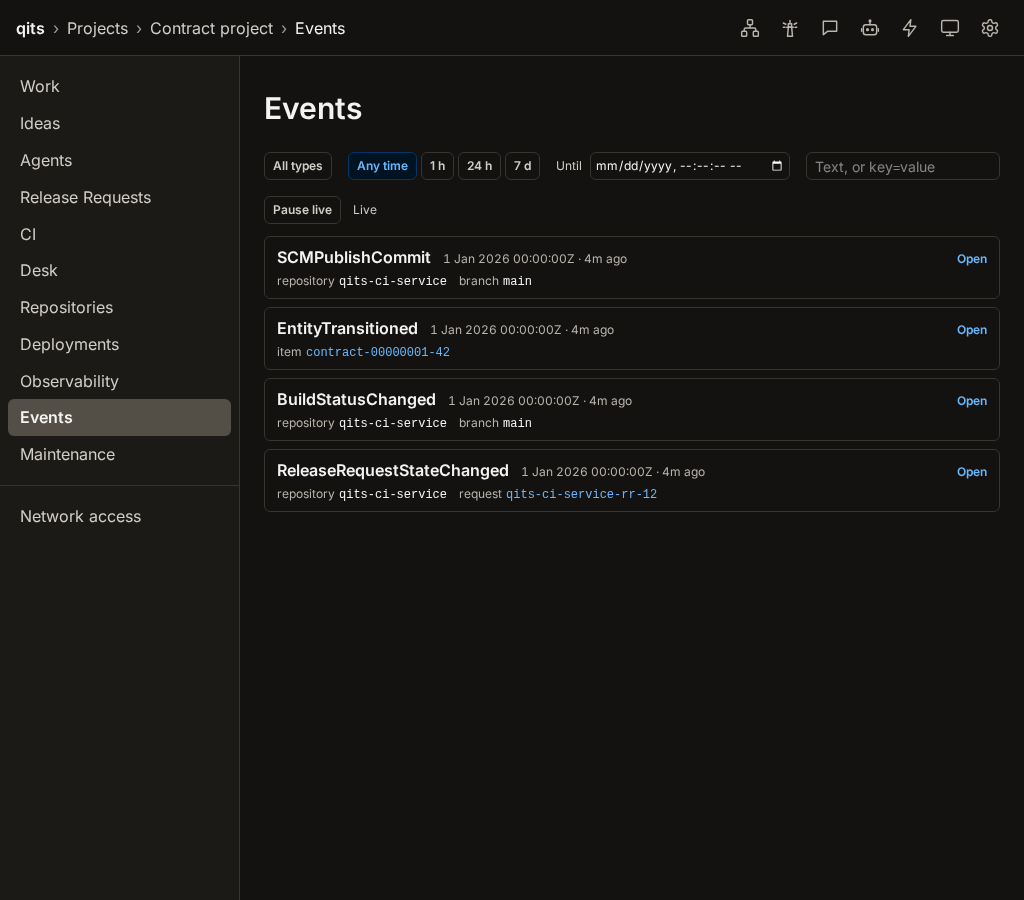 qits › Projects › Contract project › Events
Work
Ideas
Agents
Release Requests
CI
Desk
Repositories
Deployments
Observability
Events
Maintenance
Network access
Events
All types Any time 1 h 24 h 7 d Until mm/dd/yyyy, --:--:-- -- Text, or key=value
Pause live Live
SCMPublishCommit 1 Jan 2026 00:00:00Z · 4m ago Open
repository qits-ci-service branch main
EntityTransitioned 1 Jan 2026 00:00:00Z · 4m ago Open
item contract-00000001-42
BuildStatusChanged 1 Jan 2026 00:00:00Z · 4m ago Open
repository qits-ci-service branch main
ReleaseRequestStateChanged 1 Jan 2026 00:00:00Z · 4m ago Open
repository qits-ci-service request qits-ci-service-rr-12